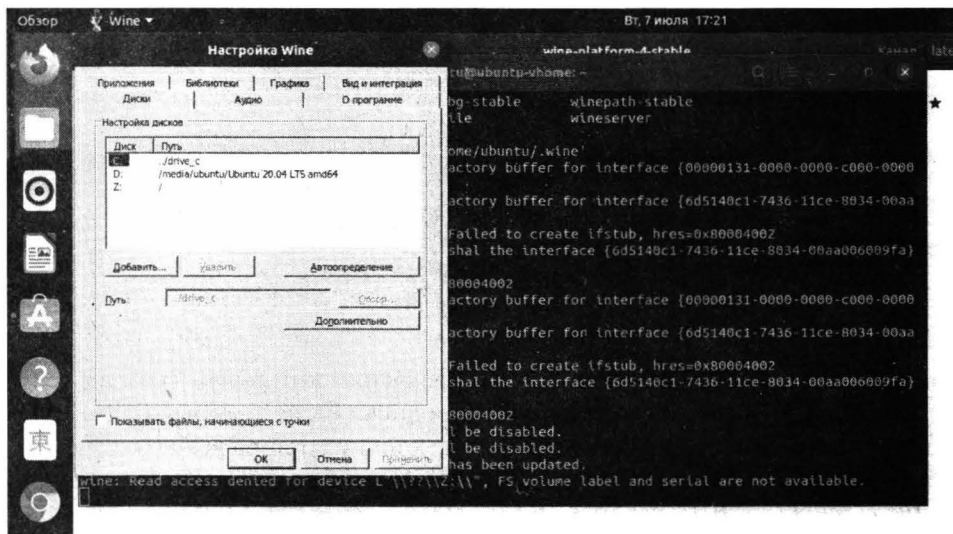 Обзор Wine Вт, 7 июля 17:21
Настройка Wine
Приложения Библиотеки Графика Вид и интеграция
Диски Аудио О программе
Настройка дисков
Диск Путь
C: ../drive_c
D: /media/ubuntu/Ubuntu 20.04 LTS amd64
Z: /
Добавить... Удалить Автоопределение
Путь: ../drive_c Обзор...
Дополнительно
Показывать файлы, начинающиеся с точки
OK Отмена Применить
wine-platform-4-stable Канал late
tu@ubuntu-vhome: ~
bg-stable winepath-stable
ile wineserver
ome/ubuntu/.wine'
actory buffer for interface {00000131-0000-0000-c000-0000
actory buffer for interface {6d5140c1-7436-11ce-8034-00aa
Failed to create ifstub, hres=0x80004002
shal the interface {6d5140c1-7436-11ce-8034-00aa006009fa}
80004002
actory buffer for interface {00000131-0000-0000-c000-0000
actory buffer for interface {6d5140c1-7436-11ce-8034-00aa
Failed to create ifstub, hres=0x80004002
shal the interface {6d5140c1-7436-11ce-8034-00aa006009fa}
80004002
l be disabled.
l be disabled.
has been updated.
wine: Read access denied for device L"\\??\\Z:\\", FS volume label and serial are not available.
東